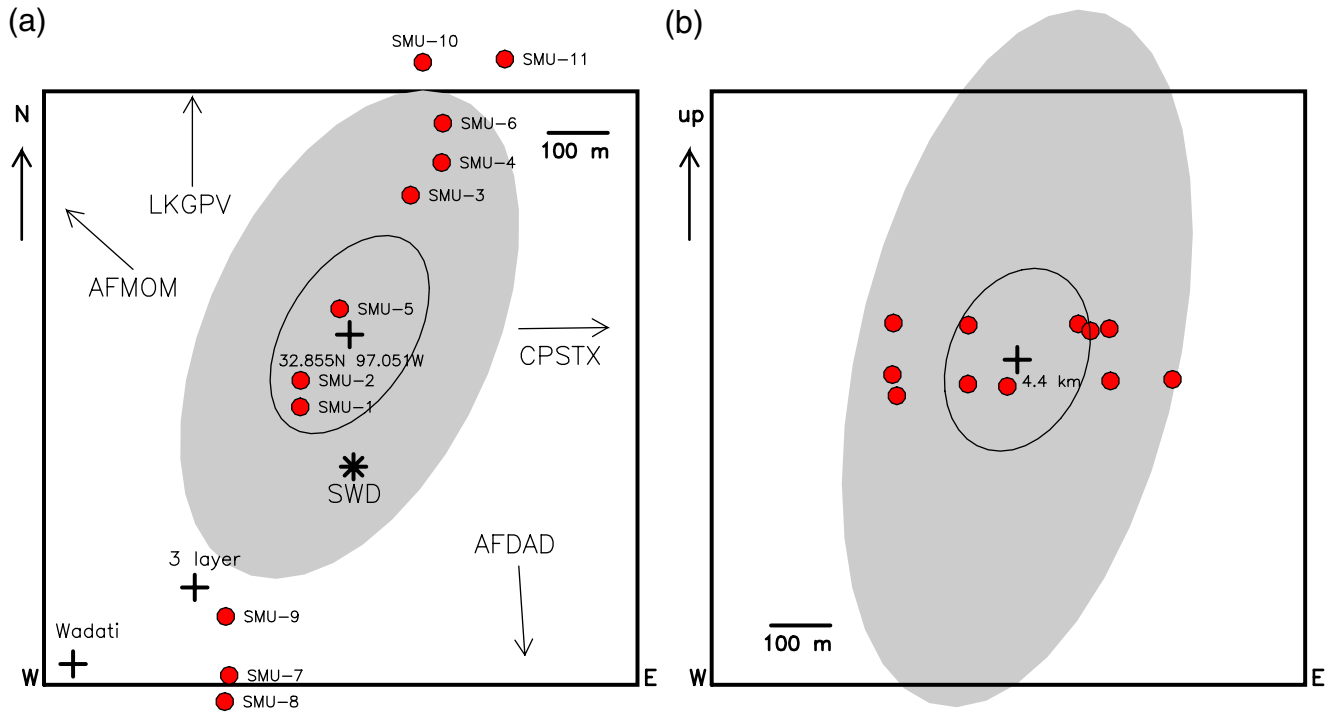 (a)
SMU-10
SMU-11
N
SMU-6
100 m
SMU-4
LKGPV
SMU-3
AFMOM
SMU-5
CPSTX
32.855N 97.051W
SMU-2
SMU-1
SWD
AFDAD
3 layer
SMU-9
Wadati
W
SMU-7
E
SMU-8
(b)
up
4.4 km
100 m
W
E